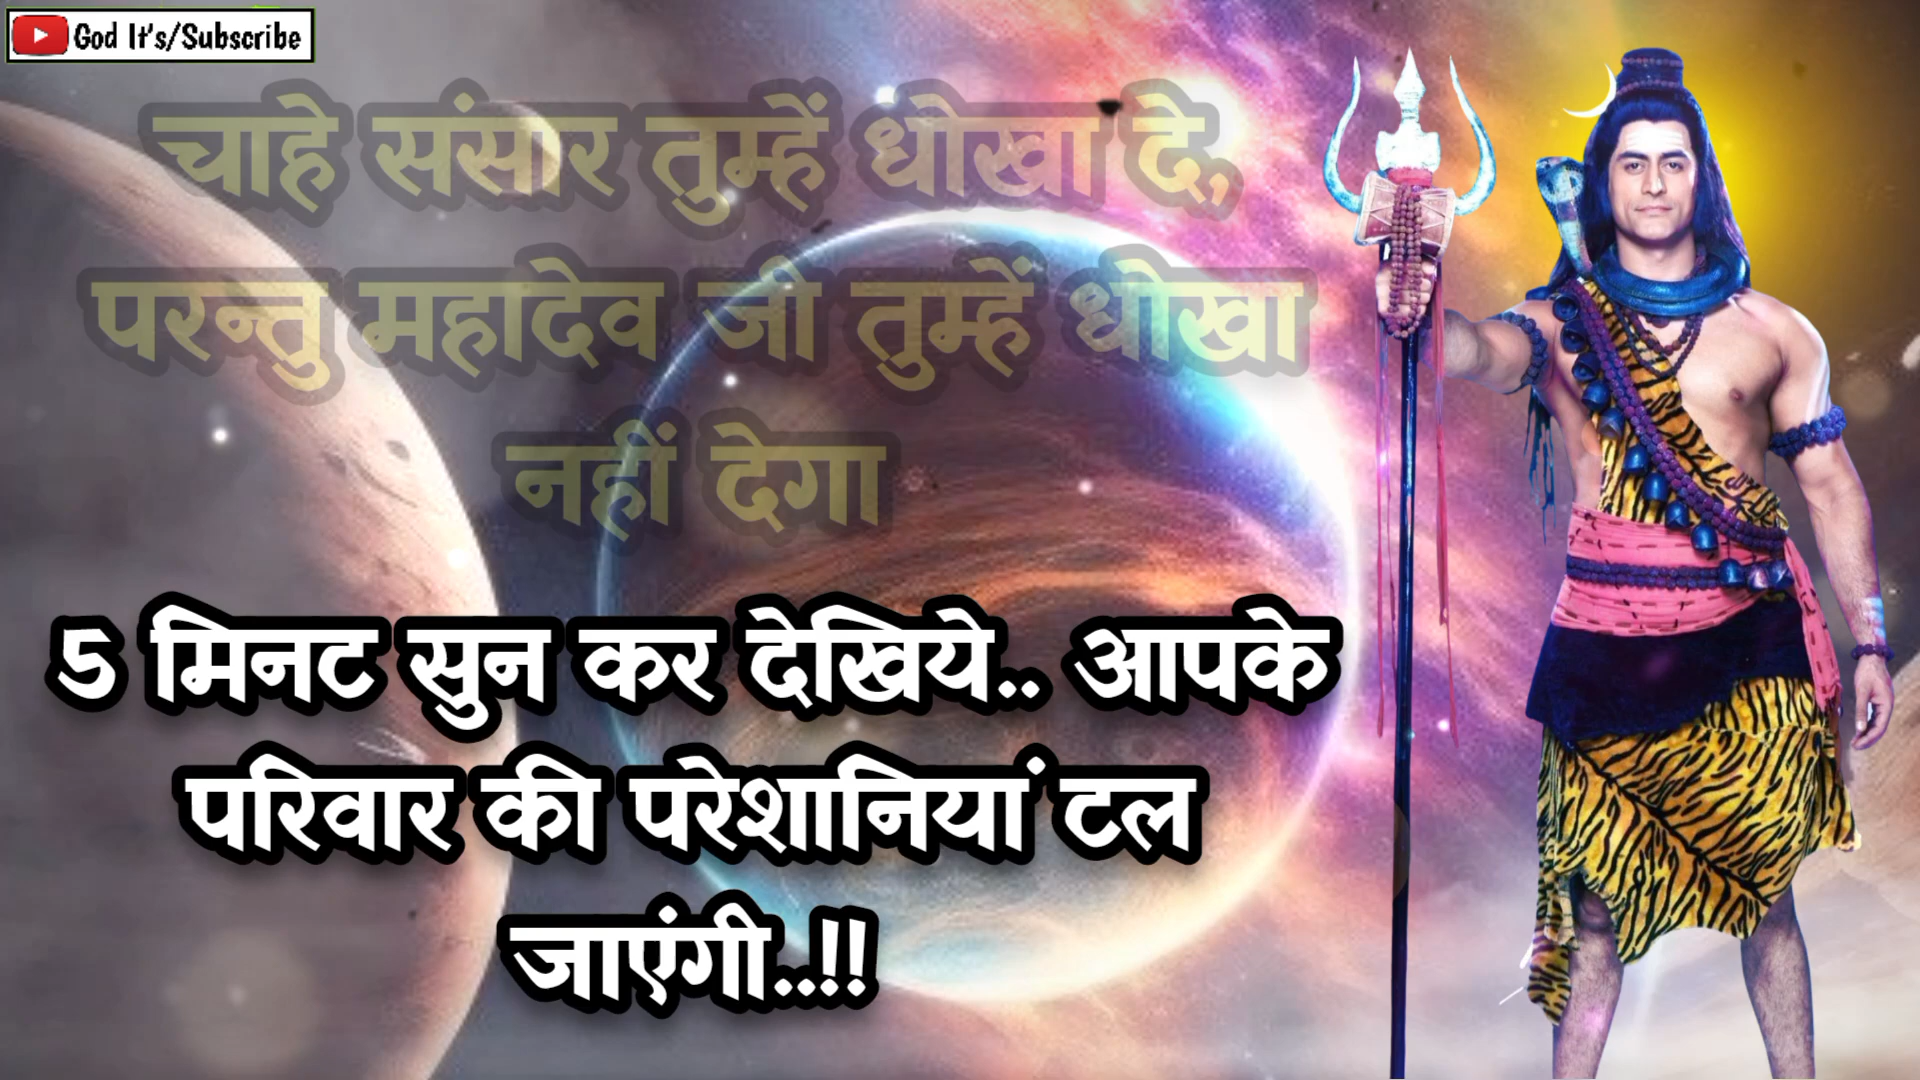 God It's/Subscribe
चाहे संसार तुम्हें धोखा दे,
परन्तु महादेव जी तुम्हें धोखा
नहीं देगा
5 मिनट सुन कर देखिये.. आपके
परिवार की परेशानियां टल
जाएंगी..!!